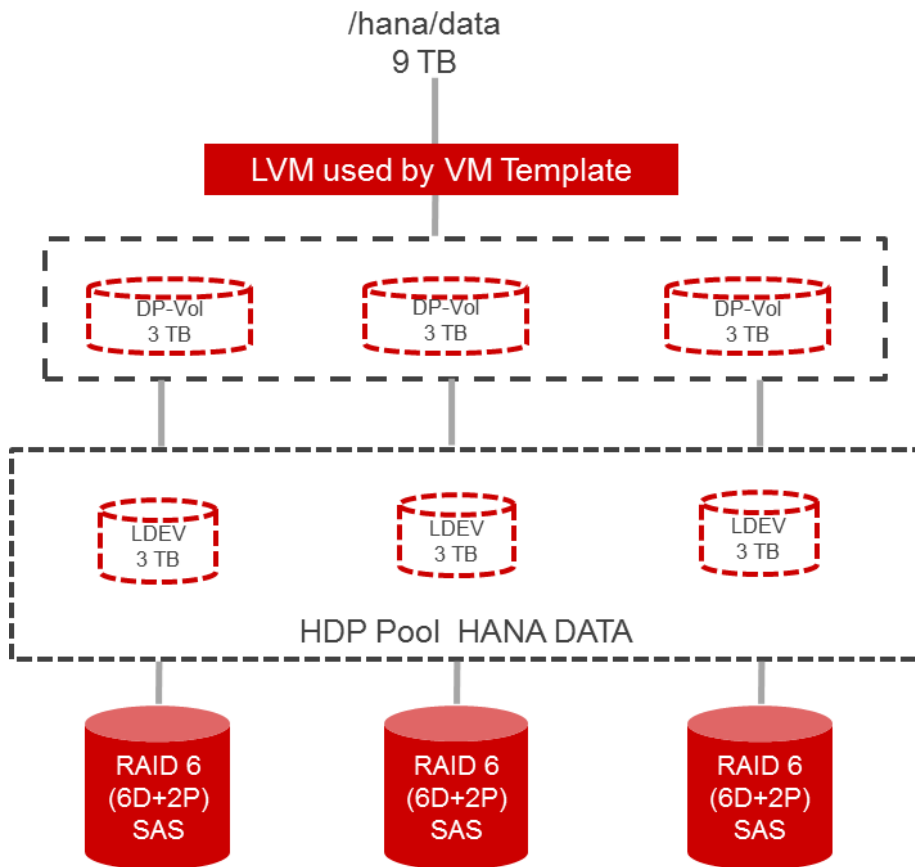 /hana/data
9 TB
LVM used by VM Template
DP-Vol
3 TB
DP-Vol
3 TB
DP-Vol
3 TB
LDEV
3 TB
LDEV
3 TB
LDEV
3 TB
HDP Pool  HANA DATA
RAID 6
(6D+2P)
SAS
RAID 6
(6D+2P)
SAS
RAID 6
(6D+2P)
SAS